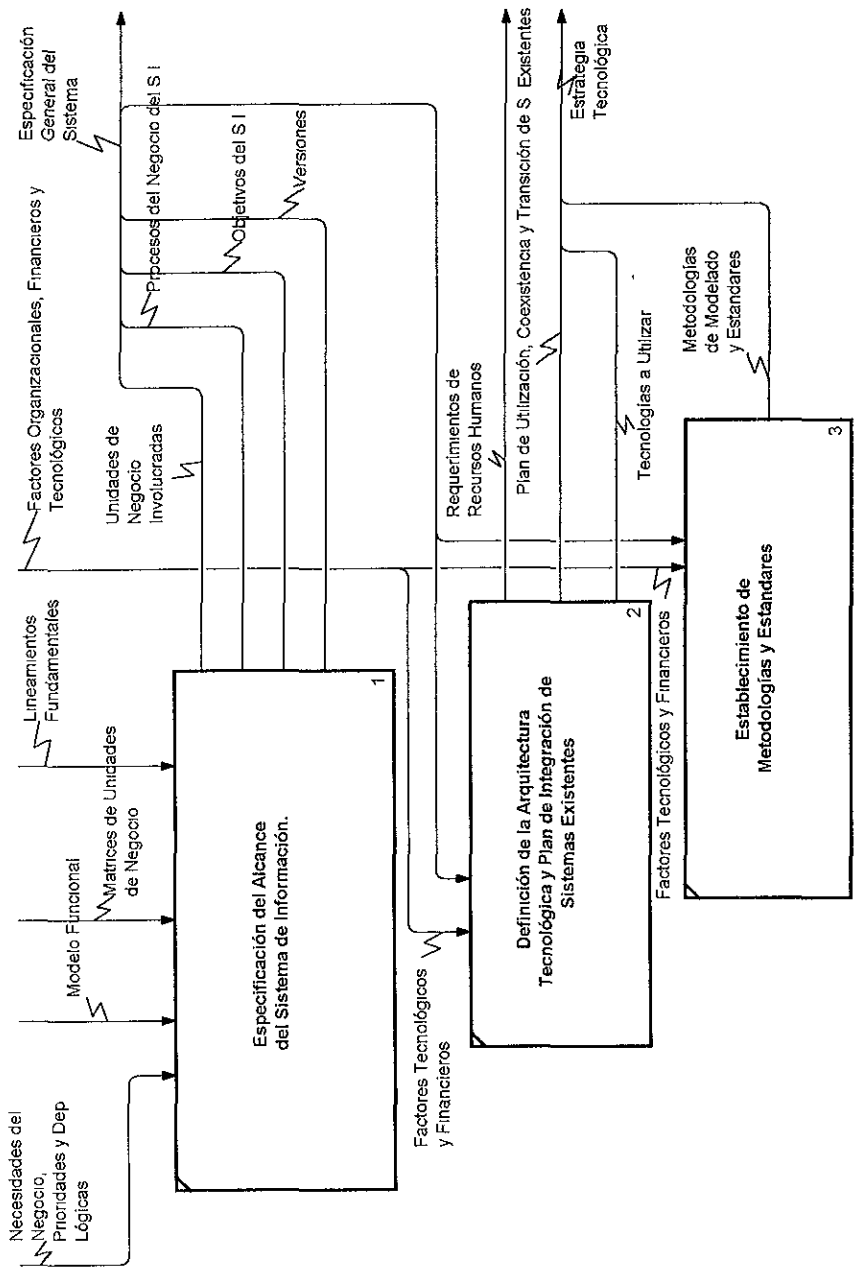 Necesidades del
Negocio,
Prioridades y Dep
Lógicas
Modelo Funcional
Matrices de Unidades
de Negocio
Lineamientos
Fundamentales
Factores Organizacionales, Financieros y
Tecnológicos
Especificación
General del
Sistema
Especificación del Alcance
del Sistema de Información.
1
Unidades de
Negocio
Involucradas
Procesos del Negocio del S I
Objetivos del S I
Versiones
Factores Tecnológicos
y Financieros
Definición de la Arquitectura
Tecnológica y Plan de Integración de
Sistemas Existentes
2
Requerimientos de
Recursos Humanos
Plan de Utilización, Coexistencia y Transición de S Existentes
Estrategia
Tecnológica
Tecnologías a Utilizar
Factores Tecnológicos y Financieros
Establecimiento de
Metodologías y Estandares
3
Metodologías
de Modelado
y Estandares